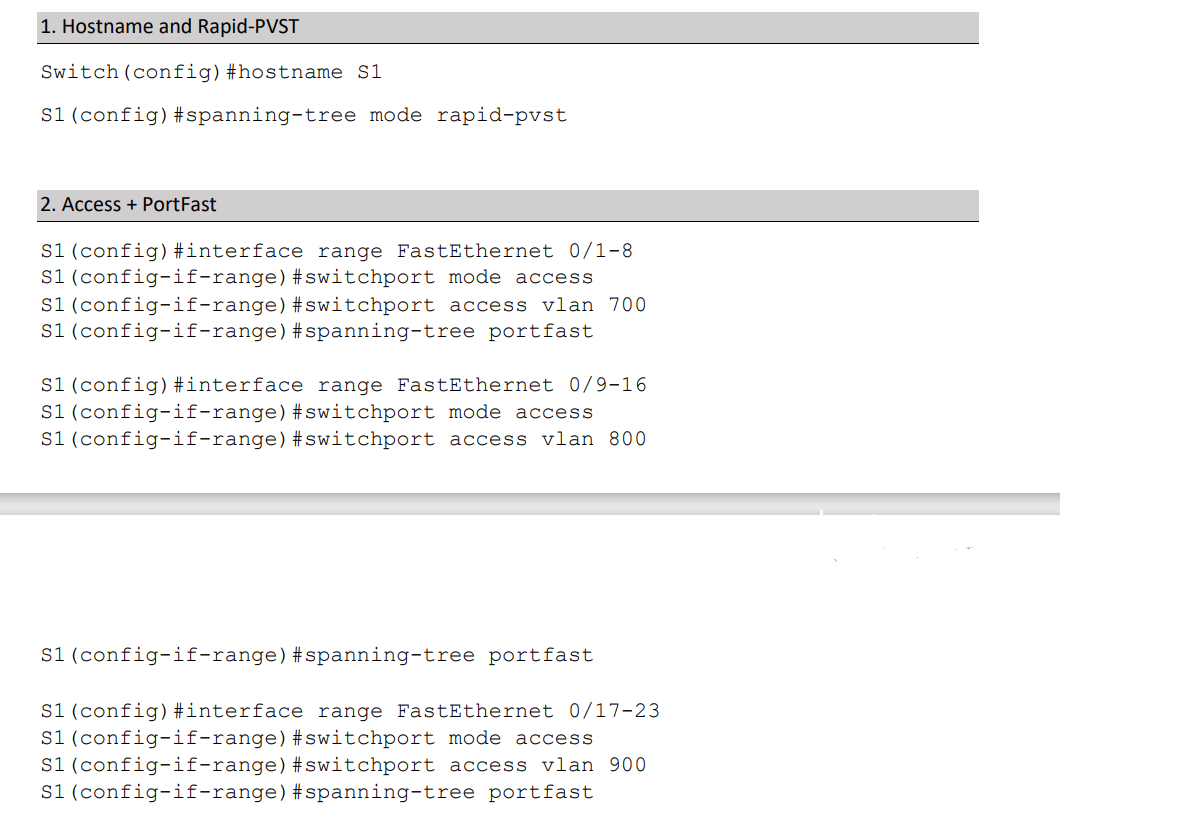 1. Hostname and Rapid-PVST
Switch(config)#hostname S1
S1(config)#spanning-tree mode rapid-pvst
2. Access + PortFast
S1(config)#interface range FastEthernet 0/1-8
S1(config-if-range)#switchport mode access
S1(config-if-range)#switchport access vlan 700
S1(config-if-range)#spanning-tree portfast
S1(config)#interface range FastEthernet 0/9-16
S1(config-if-range)#switchport mode access
S1(config-if-range)#switchport access vlan 800
S1(config-if-range)#spanning-tree portfast
S1(config)#interface range FastEthernet 0/17-23
S1(config-if-range)#switchport mode access
S1(config-if-range)#switchport access vlan 900
S1(config-if-range)#spanning-tree portfast